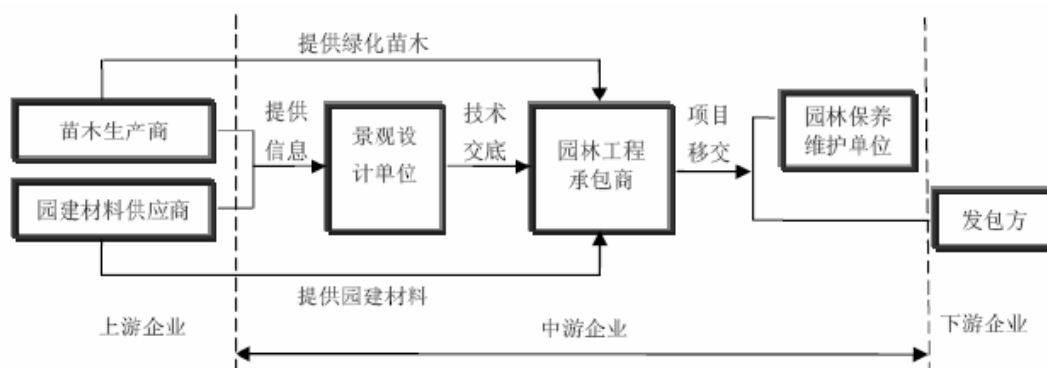 提供绿化苗木
苗木生产商
园建材料供应商
提供
信息
景观设
计单位
技术
交底
园林工程
承包商
项目
移交
园林保养
维护单位
发包方
提供园建材料
上游企业
中游企业
下游企业